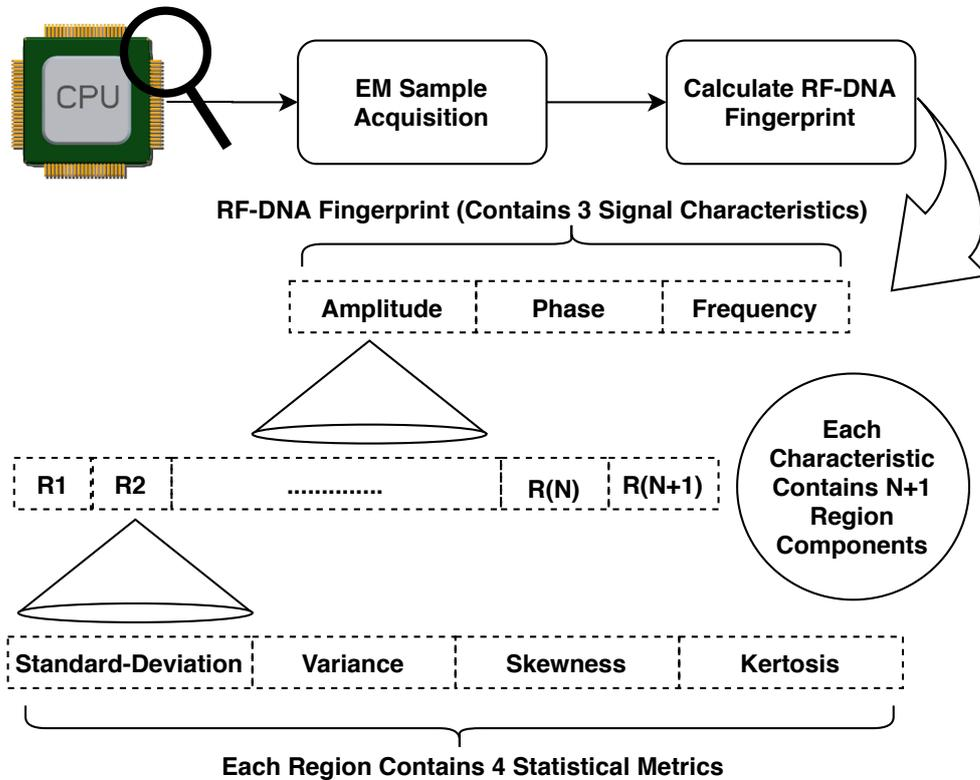 CPU
EM Sample
Acquisition
Calculate RF-DNA
Fingerprint
RF-DNA Fingerprint (Contains 3 Signal Characteristics)
Amplitude
Phase
Frequency
Each
Characteristic
Contains N+1
Region
Components
R1
R2
..............
R(N)
R(N+1)
Standard-Deviation
Variance
Skewness
Kertosis
Each Region Contains 4 Statistical Metrics